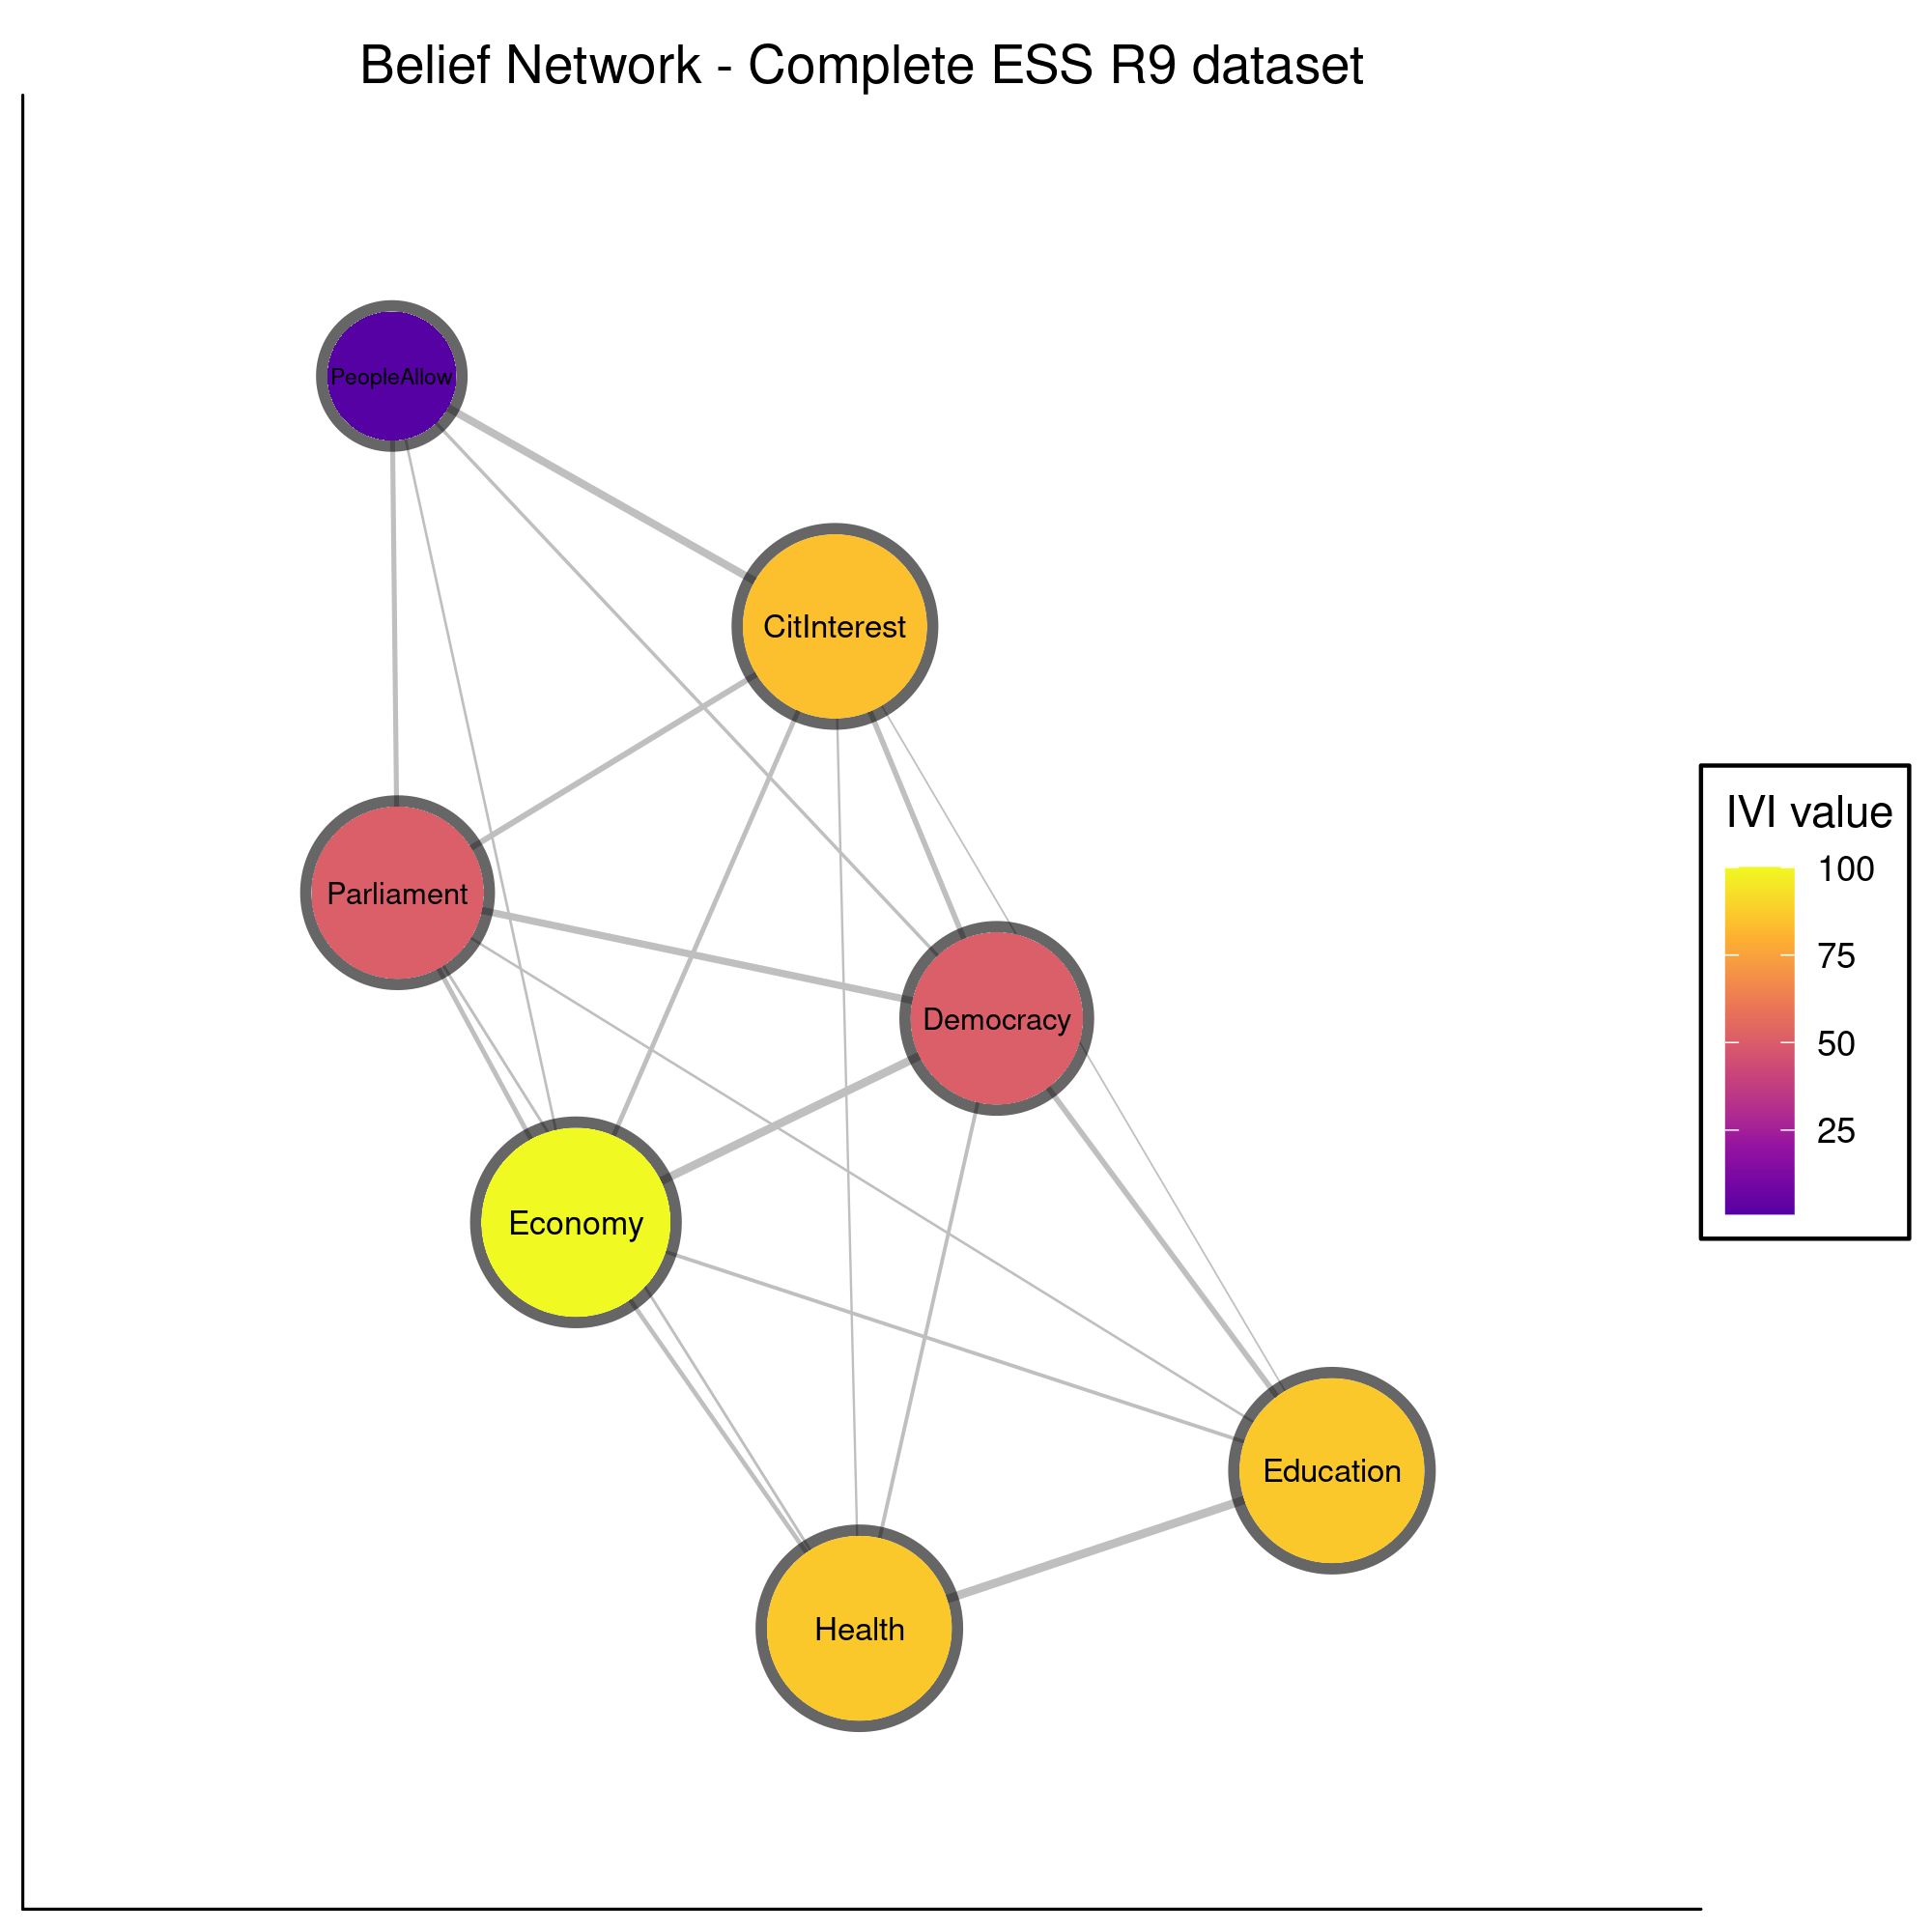 Belief Network - Complete ESS R9 dataset
PeopleAllow
CitInterest
Parliament
Democracy
Economy
Education
Health
IVI value
100
75
50
25